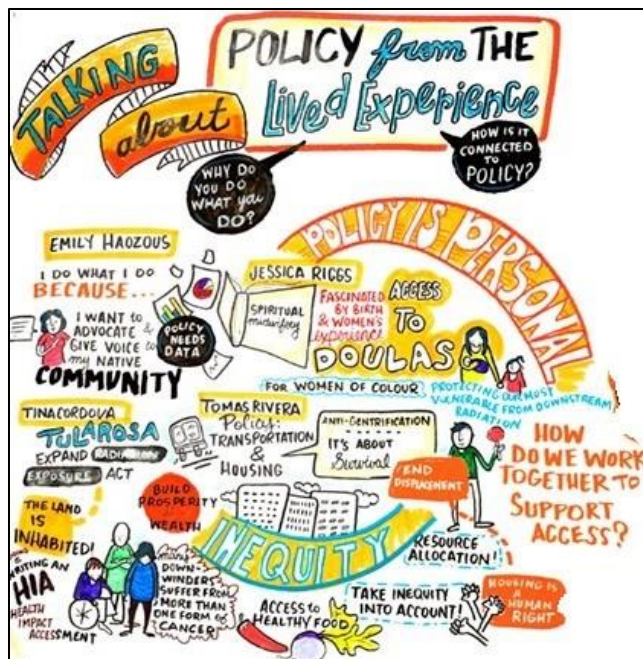 TALKING
about
POLICY from THE
Lived Experience
WHY DO
YOU DO
WHAT you
DO?
HOW IS IT
CONNECTED
TO
POLICY?
POLICY IS PERSONAL
EMILY HAOZOUS
I DO WHAT I DO
BECAUSE...
I WANT to
ADVOCATE &
GIVE VOICE to
my NATIVE
COMMUNITY
POLICY
NEEDS
DATA
JESSICA RIGGS
SPIRITUAL
midwifery
FASCINATED
BY BIRTH
& WOMEN'S
experience
ACCESS
TO
DOULAS
FOR WOMEN OF COLOUR
PROTECTING OUR MOST
VULNERABLE FROM DOWNSTREAM
RADIATION
TINA CORDOVA
TULAROSA
EXPAND RADIATION
EXPOSURE ACT
TOMAS RIVERA
Policy:
TRANSPORTATION
&
HOUSING
ANTI-GENTRIFICATION
IT'S ABOUT
Survival
END
DISPLACEMENT
HOW
DO WE WORK
TOGETHER TO
SUPPORT
ACCESS?
THE LAND
IS
INHABITED!
BUILD
PROSPERITY
WEALTH
INEQUITY
RESOURCE
ALLOCATION!
WRITING AN
HIA
HEALTH
IMPACT
ASSESSMENT
MANY
DOWN-
WINDERS
SUFFER FROM
MORE THAN
ONE FORM of
CANCER
ACCESS to
HEALTHY FOOD
TAKE INEQUITY
INTO ACCOUNT!
HOUSING IS
A
HUMAN
RIGHT